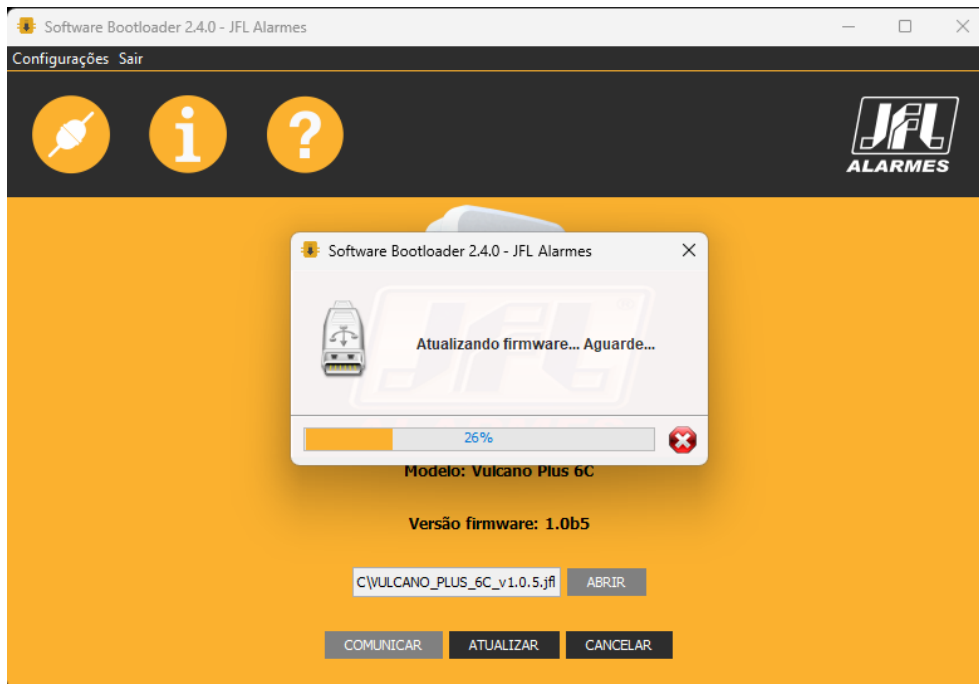 Software Bootloader 2.4.0 - JFL Alarmes
Configurações Sair
JFL
ALARMES
Software Bootloader 2.4.0 - JFL Alarmes
JFL
Atualizando firmware... Aguarde...
26%
Modelo: Vulcano Plus 6C
Versão firmware: 1.0b5
C\VULCANO_PLUS_6C_v1.0.5.jfl ABRIR
COMUNICAR ATUALIZAR CANCELAR